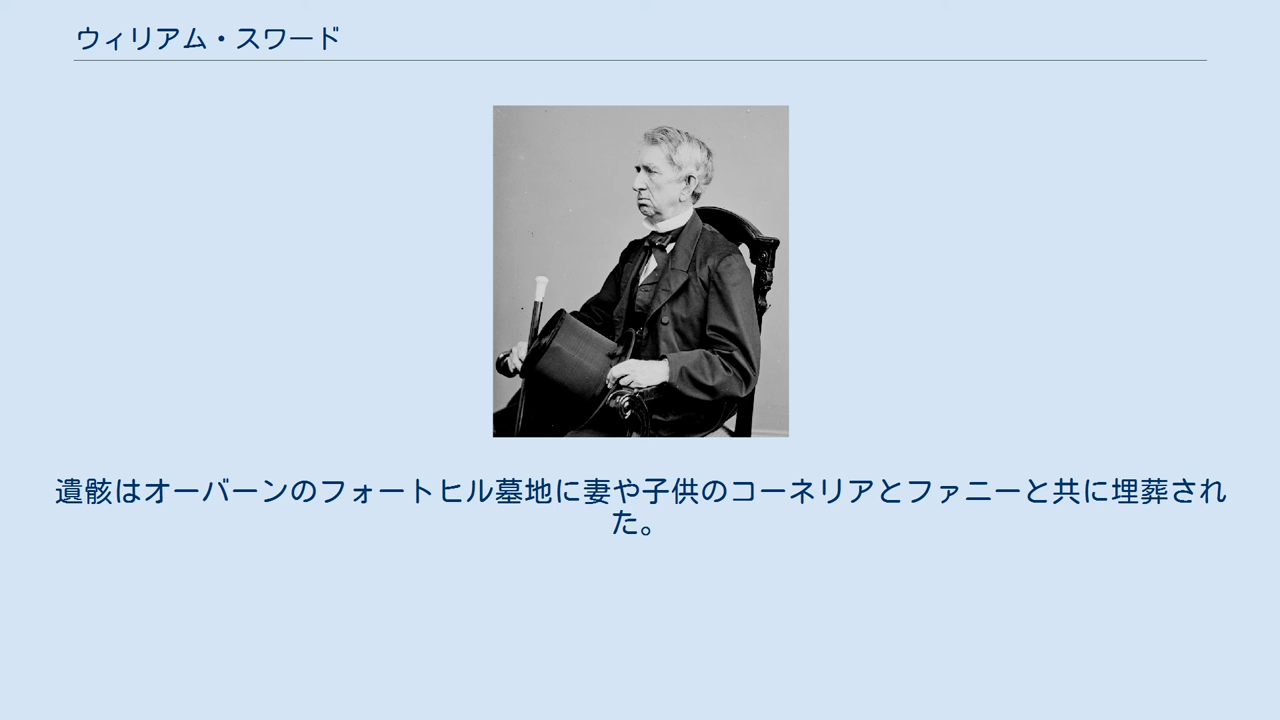 ウィリアム・スワード
遺骸はオーバーンのフォートヒル墓地に妻や子供のコーネリアとファニーと共に埋葬され
た。